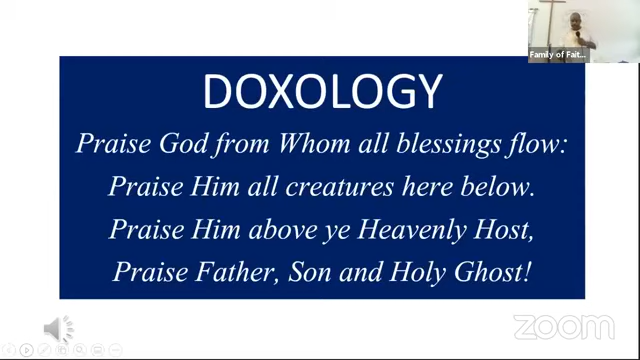 Family of Fait...
DOXOLOGY
Praise God from Whom all blessings flow:
Praise Him all creatures here below.
Praise Him above ye Heavenly Host,
Praise Father, Son and Holy Ghost!
zoom